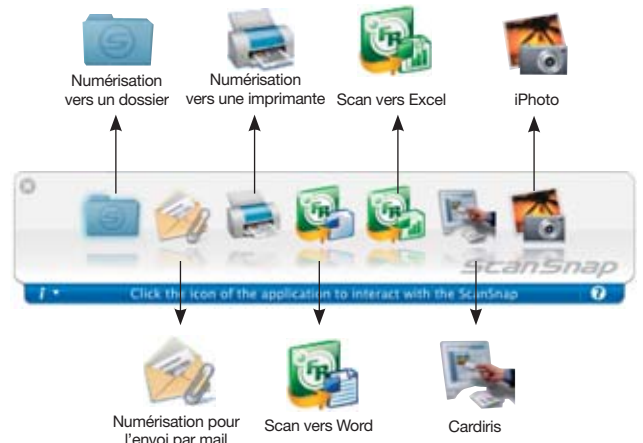 Numérisation
vers un dossier
Numérisation
vers une imprimante
Scan vers Excel
iPhoto
ScanSnap
Click the icon of the application to interact with the ScanSnap
Numérisation pour
l'envoi par mail
Scan vers Word
Cardiris